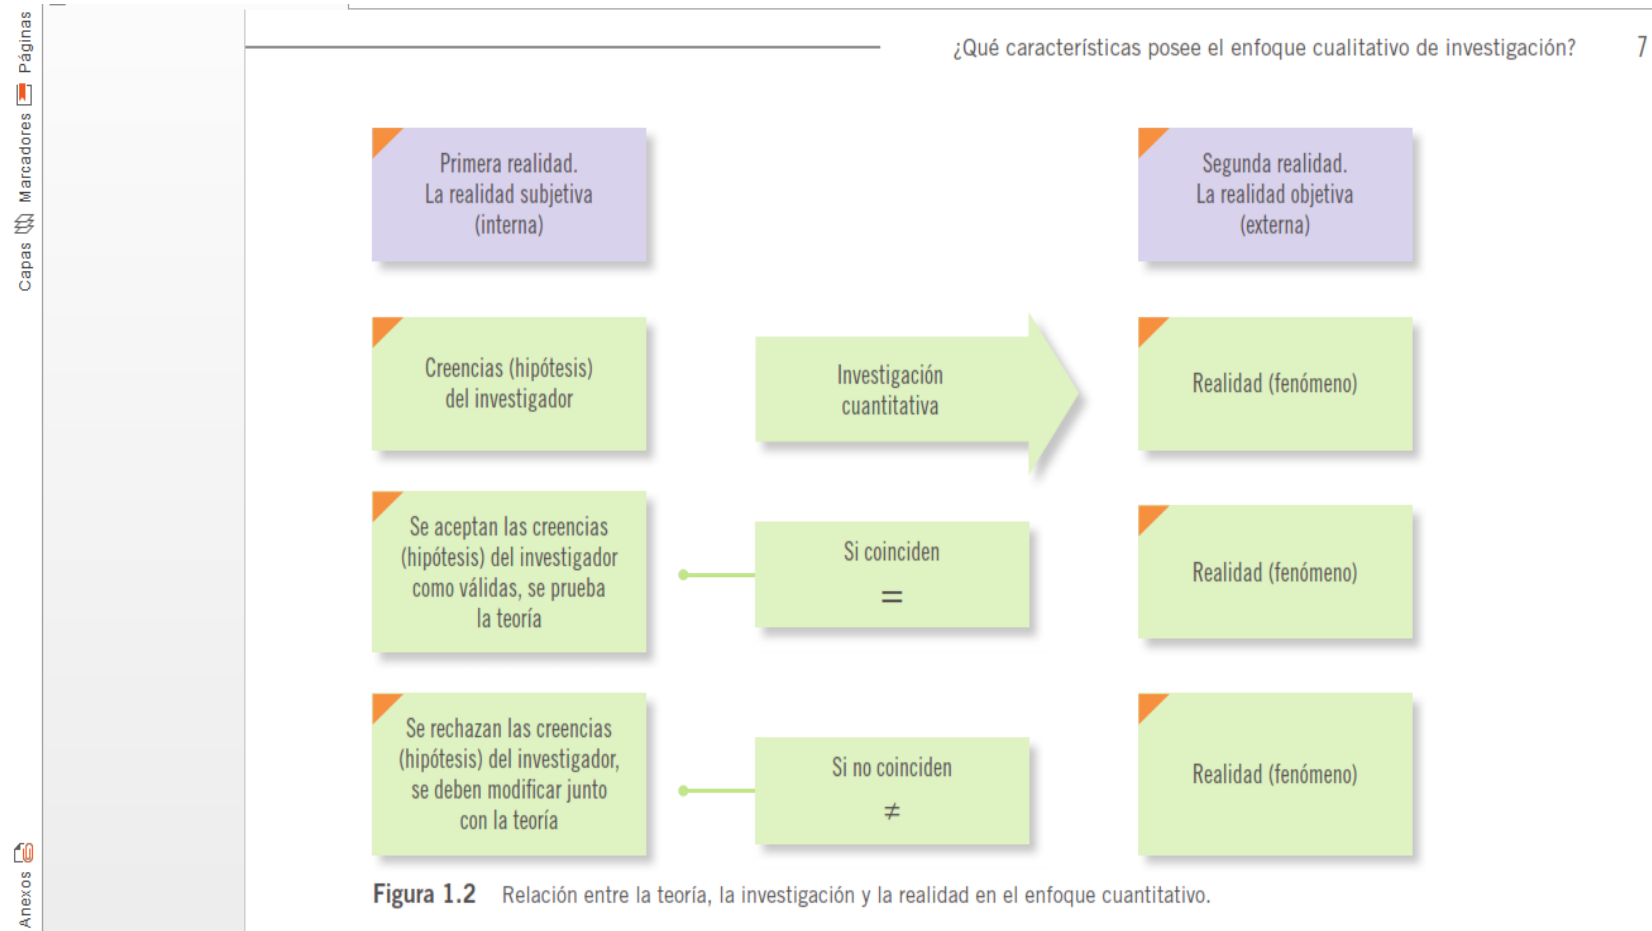 Páginas
Marcadores
Capas
Anexos
¿Qué características posee el enfoque cualitativo de investigación? 7
Primera realidad.
La realidad subjetiva
(interna)
Segunda realidad.
La realidad objetiva
(externa)
Creencias (hipótesis)
del investigador
Investigación
cuantitativa
Realidad (fenómeno)
Se aceptan las creencias
(hipótesis) del investigador
como válidas, se prueba
la teoría
Si coinciden
=
Realidad (fenómeno)
Se rechazan las creencias
(hipótesis) del investigador,
se deben modificar junto
con la teoría
Si no coinciden
≠
Realidad (fenómeno)
Figura 1.2 Relación entre la teoría, la investigación y la realidad en el enfoque cuantitativo.